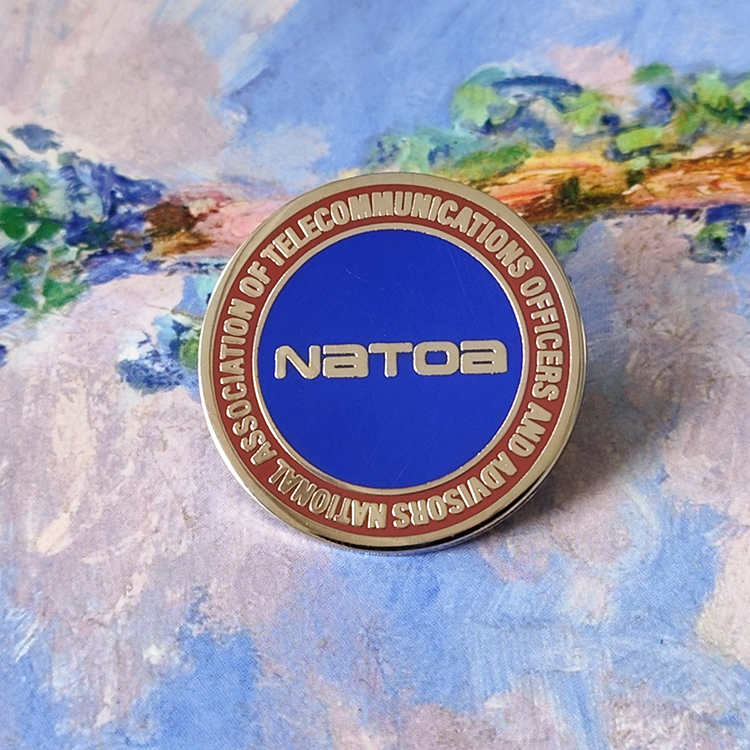 NATIONAL ASSOCIATION OF TELECOMMUNICATIONS OFFICERS AND ADVISORS
NaTOa